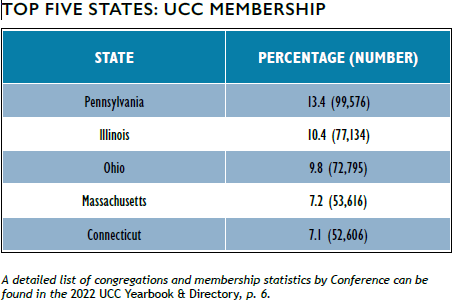 TOP FIVE STATES: UCC MEMBERSHIP
STATE PERCENTAGE (NUMBER)
Pennsylvania 13.4 (99,576)
Illinois 10.4 (77,134)
Ohio 9.8 (72,795)
Massachusetts 7.2 (53,616)
Connecticut 7.1 (52,606)
A detailed list of congregations and membership statistics by Conference can be
found in the 2022 UCC Yearbook & Directory, p. 6.